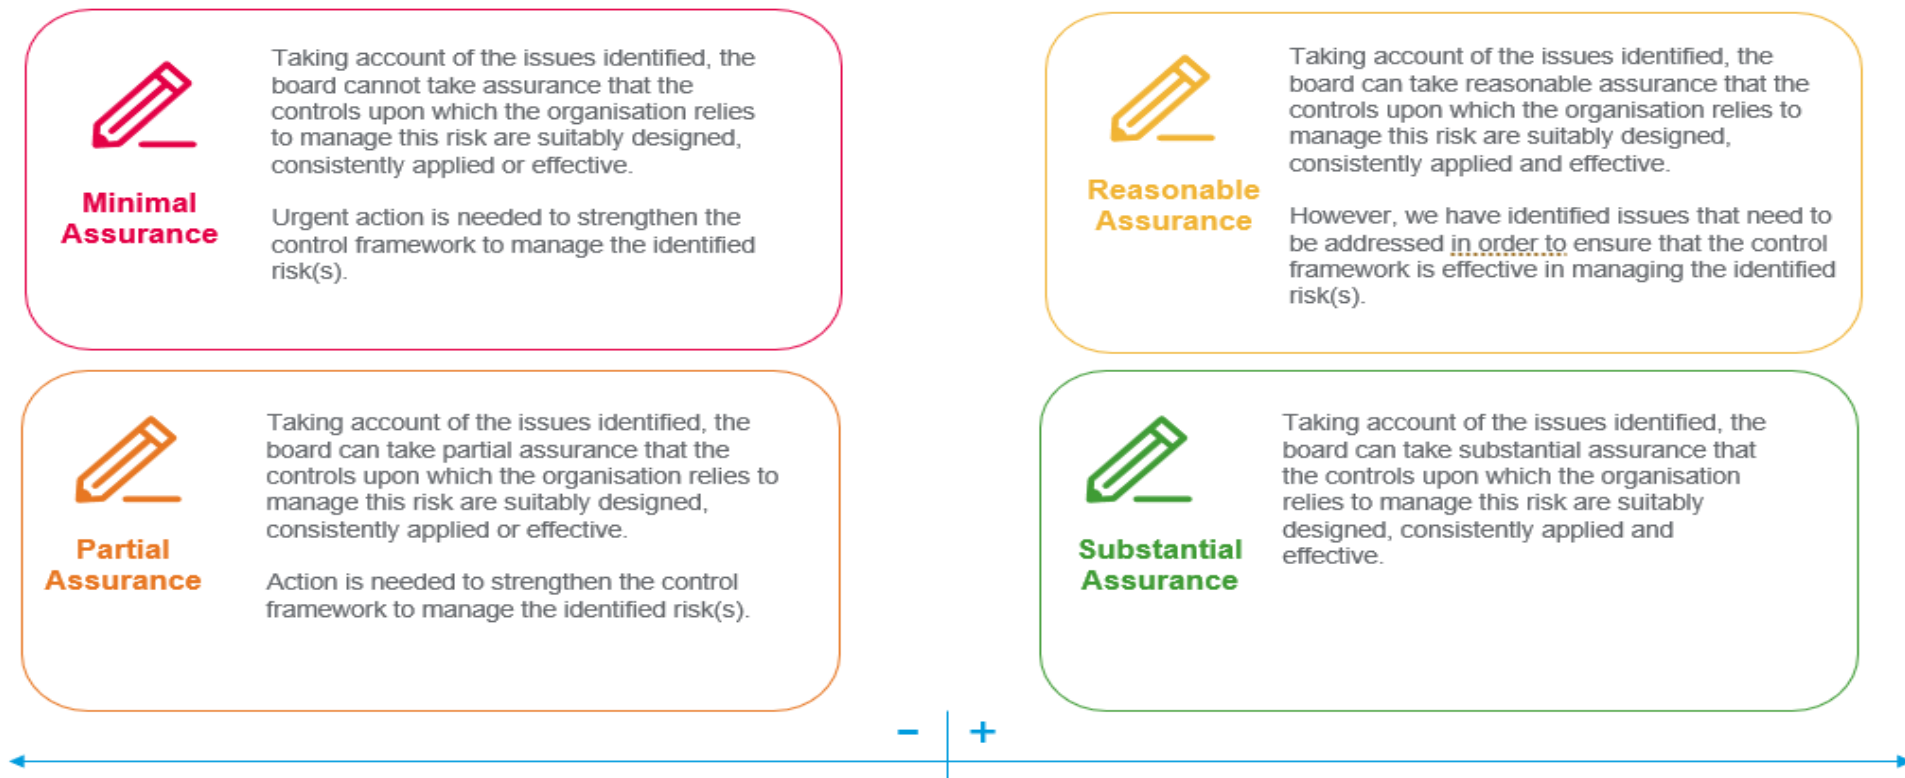 Minimal
Assurance
Taking account of the issues identified, the
board cannot take assurance that the
controls upon which the organisation relies
to manage this risk are suitably designed,
consistently applied or effective.
Urgent action is needed to strengthen the
control framework to manage the identified
risk(s).
Reasonable
Assurance
Taking account of the issues identified, the
board can take reasonable assurance that the
controls upon which the organisation relies to
manage this risk are suitably designed,
consistently applied and effective.
However, we have identified issues that need to
be addressed in order to ensure that the control
framework is effective in managing the identified
risk(s).
Partial
Assurance
Taking account of the issues identified, the
board can take partial assurance that the
controls upon which the organisation relies to
manage this risk are suitably designed,
consistently applied or effective.
Action is needed to strengthen the control
framework to manage the identified risk(s).
Substantial
Assurance
Taking account of the issues identified, the
board can take substantial assurance that
the controls upon which the organisation
relies to manage this risk are suitably
designed, consistently applied and
effective.
- +